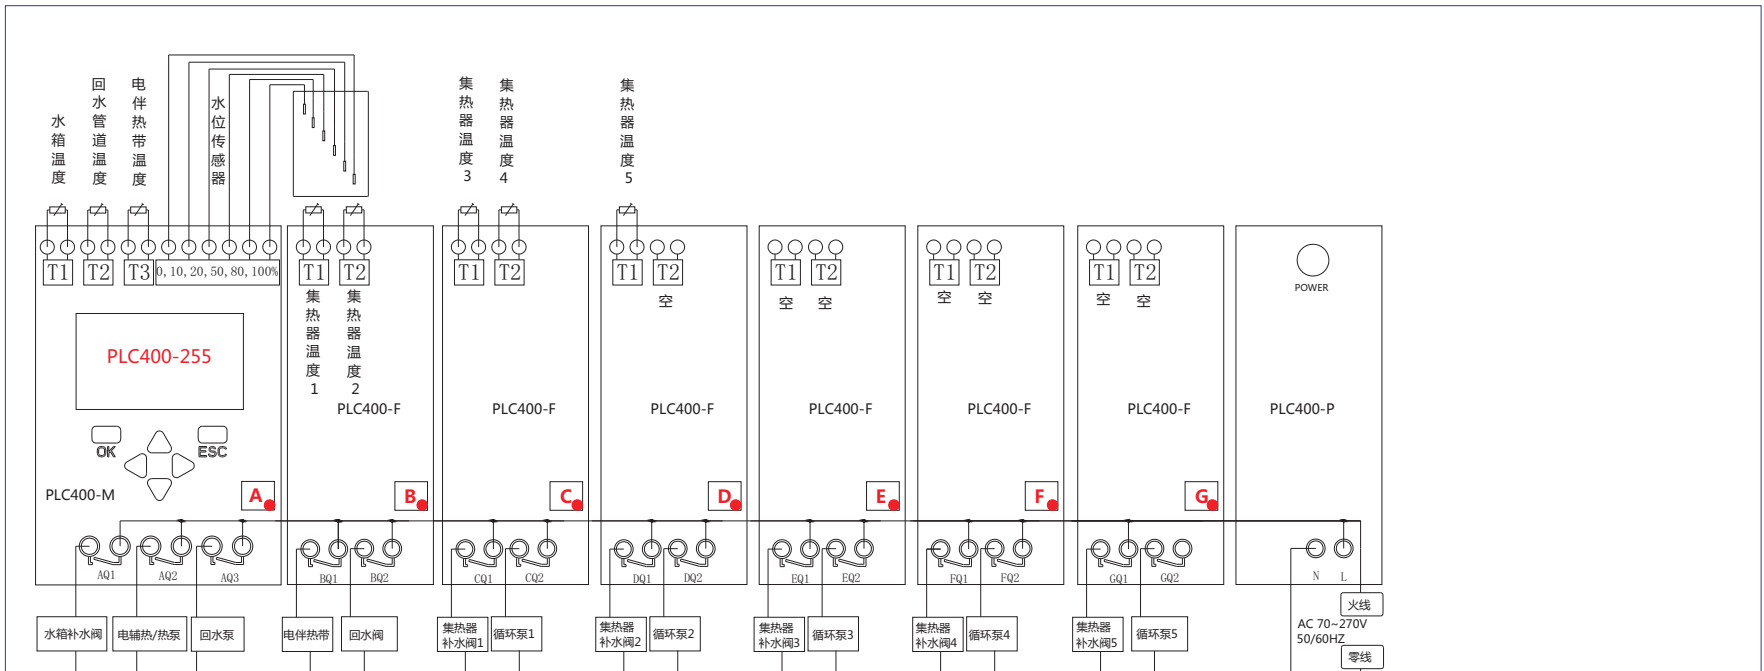 水箱温度
回水管道温度
电伴热带温度
水位传感器
集热器温度3
集热器温度4
集热器温度5
T1
T2
T3
0,10,20,50,80,100%
T1
T2
T1
T2
T1
T2
T1
T2
T1
T2
T1
T2
POWER
集热器温度1
集热器温度2
空
空
空
空
空
空
空
PLC400-255
PLC400-F
PLC400-F
PLC400-F
PLC400-F
PLC400-F
PLC400-F
PLC400-P
OK
ESC
PLC400-M
A
B
C
D
E
F
G
AQ1
AQ2
AQ3
BQ1
BQ2
CQ1
CQ2
DQ1
DQ2
EQ1
EQ2
FQ1
FQ2
GQ1
GQ2
N
L
火线
水箱补水阀
电辅热/热泵
回水泵
电伴热带
回水阀
集热器
补水阀1
循环泵1
集热器
补水阀2
循环泵2
集热器
补水阀3
循环泵3
集热器
补水阀4
循环泵4
集热器
补水阀5
循环泵5
AC 70~270V
50/60HZ
零线